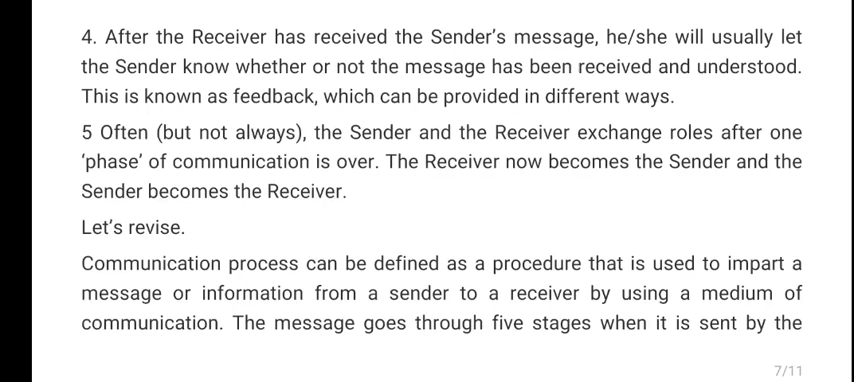 4. After the Receiver has received the Sender’s message, he/she will usually let
the Sender know whether or not the message has been received and understood.
This is known as feedback, which can be provided in different ways.
5 Often (but not always), the Sender and the Receiver exchange roles after one
‘phase’ of communication is over. The Receiver now becomes the Sender and the
Sender becomes the Receiver.
Let’s revise.
Communication process can be defined as a procedure that is used to impart a
message or information from a sender to a receiver by using a medium of
communication. The message goes through five stages when it is sent by the
7/11